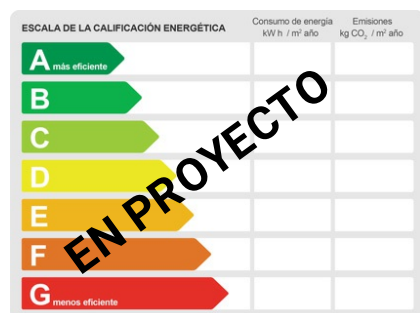 ESCALA DE LA CALIFICACIÓN ENERGÉTICA
Consumo de energía
kW h / m² año
Emisiones
kg CO₂ / m² año
A más eficiente
B
C
D
E
F
G menos eficiente
EN PROYECTO